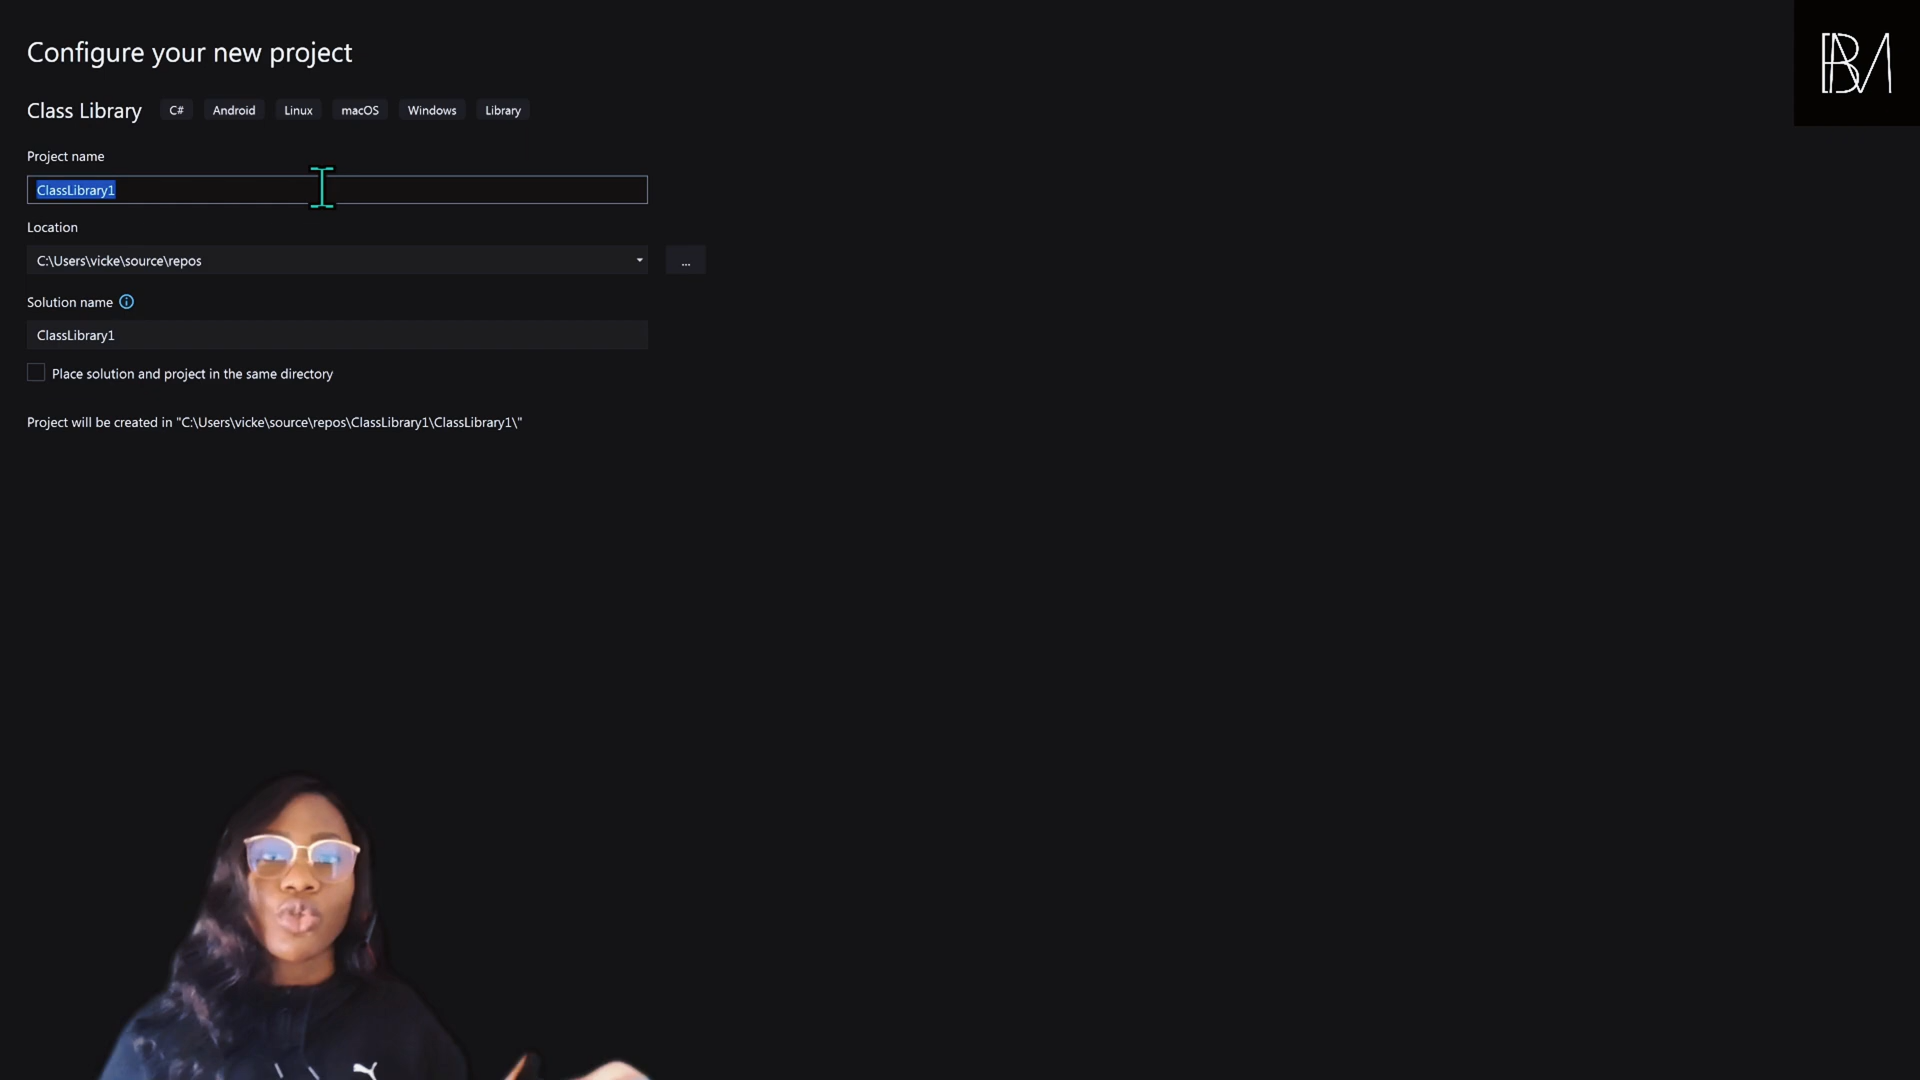 Configure your new project
Class Library C# Android Linux macOS Windows Library
Project name
ClassLibrary1
Location
C:\Users\vicke\source\repos
...
Solution name
ClassLibrary1
Place solution and project in the same directory
Project will be created in "C:\Users\vicke\source\repos\ClassLibrary1\ClassLibrary1\"